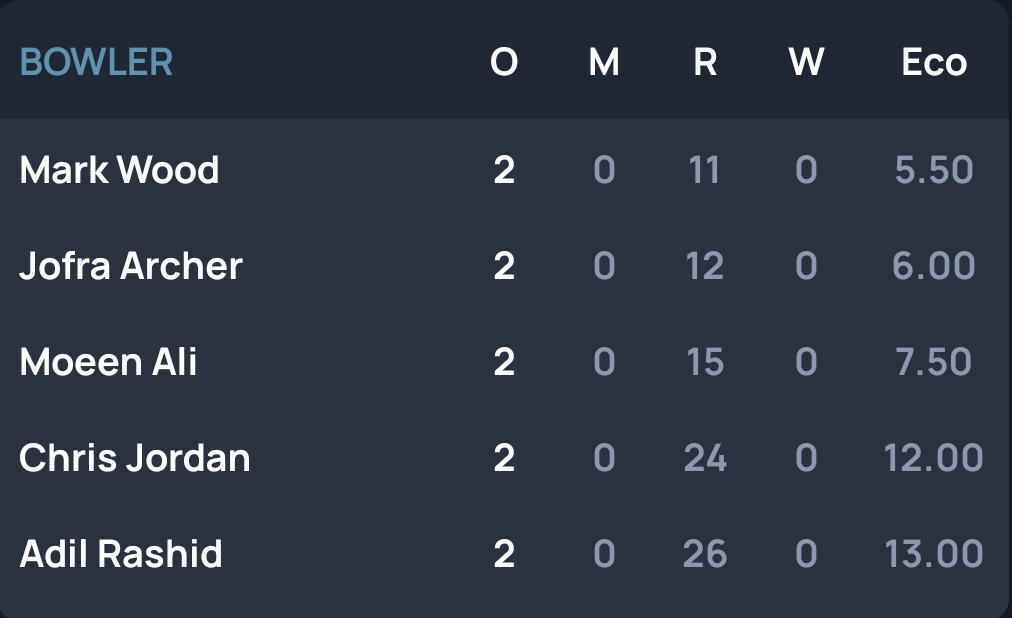 BOWLER O M R W Eco
Mark Wood 2 0 11 0 5.50
Jofra Archer 2 0 12 0 6.00
Moeen Ali 2 0 15 0 7.50
Chris Jordan 2 0 24 0 12.00
Adil Rashid 2 0 26 0 13.00